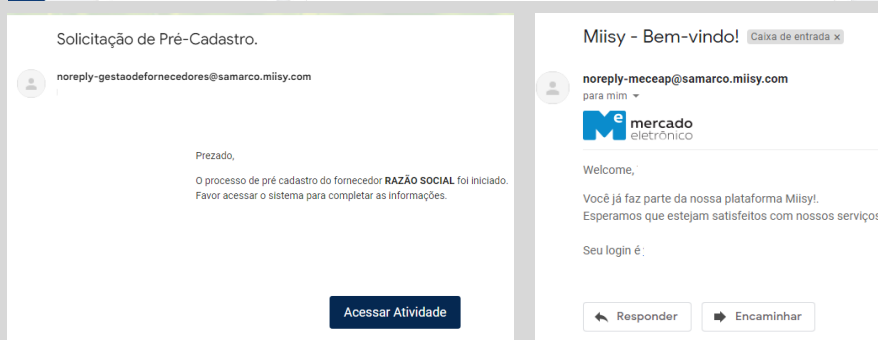 Solicitação de Pré-Cadastro.
noreply-gestaodefornecedores@samarco.miisy.com
Prezado,
O processo de pré cadastro do fornecedor RAZÃO SOCIAL foi iniciado.
Favor acessar o sistema para completar as informações.
Acessar Atividade
Miisy - Bem-vindo! Caixa de entrada x
noreply-meceap@samarco.miisy.com
para mim
Me mercado
eletrônico
Welcome,
Você já faz parte da nossa plataforma Miisy!.
Esperamos que estejam satisfeitos com nossos serviços
Seu login é :
Responder
Encaminhar